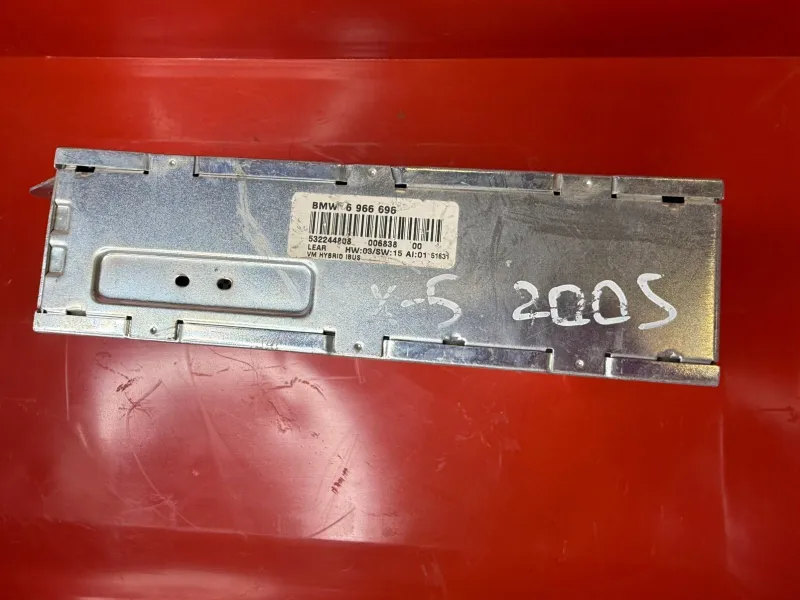 BMW 6 966 696
532244808 006838 00
LEAR HW:03/SW:15 AI:01 51631
VM HYBRID IBUS
X-5 2005